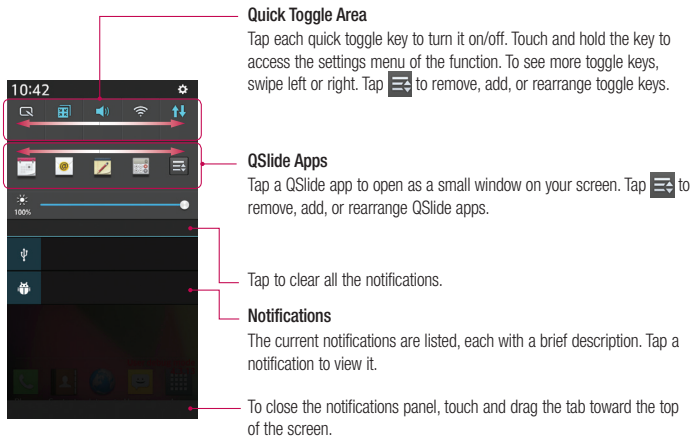 Quick Toggle Area
Tap each quick toggle key to turn it on/off. Touch and hold the key to
access the settings menu of the function. To see more toggle keys,
swipe left or right. Tap to remove, add, or rearrange toggle keys.
10:42
QSlide Apps
Tap a QSlide app to open as a small window on your screen. Tap to
remove, add, or rearrange QSlide apps.
100%
Tap to clear all the notifications.
Notifications
The current notifications are listed, each with a brief description. Tap a
notification to view it.
To close the notifications panel, touch and drag the tab toward the top
of the screen.